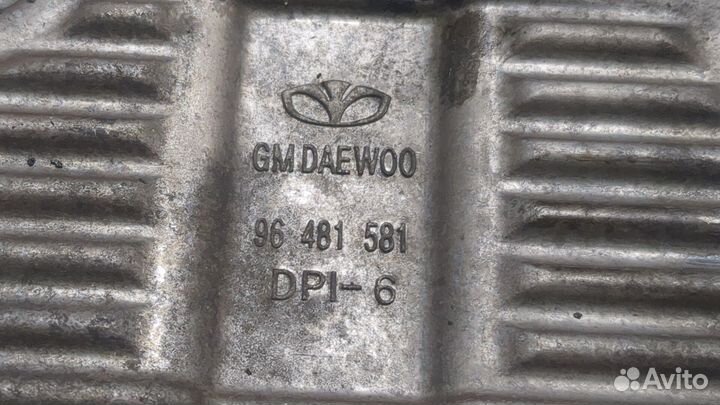 GM DAEWOO
96 481 581
DPI-6
Avito